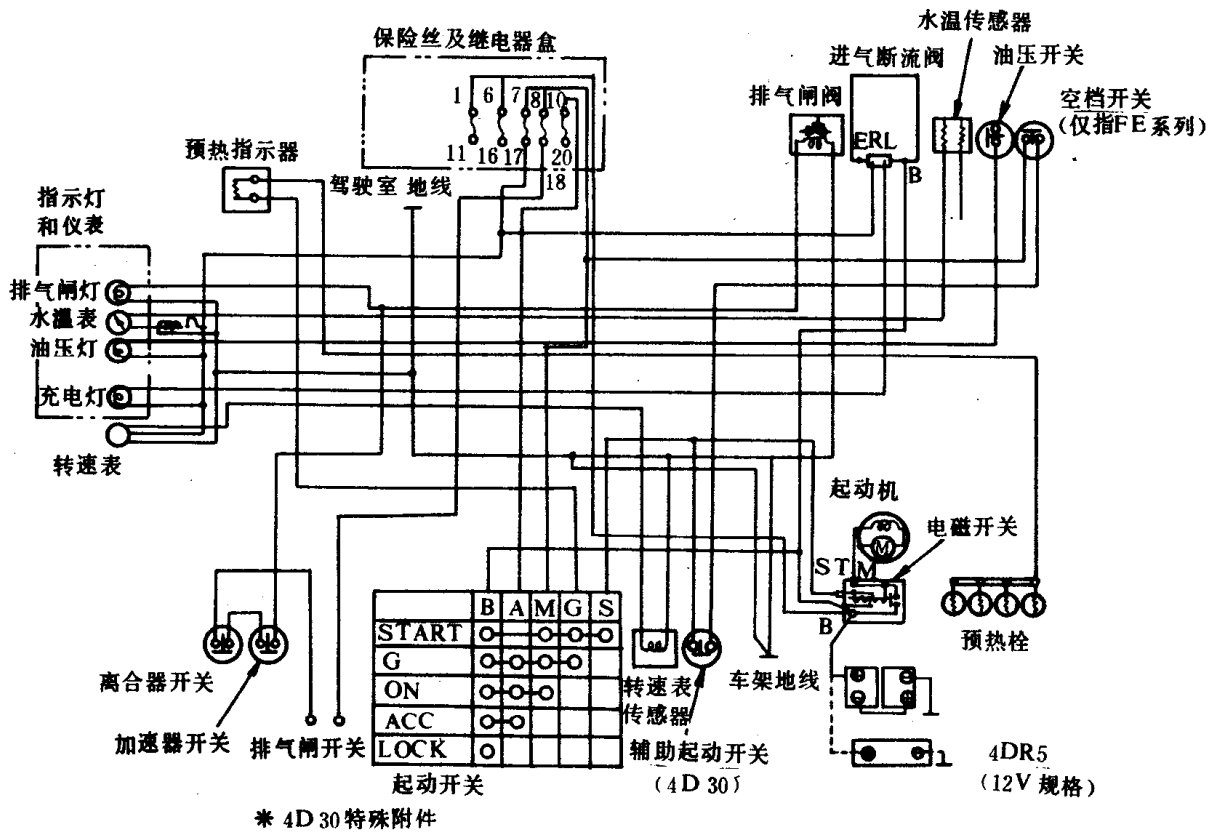 水温传感器
保险丝及继电器盒
进气断流阀
油压开关
排气闸阀
空档开关
(仅指FE系列)
1 6 7 8 10
ERL
B
11 16 17 20
18
预热指示器
驾驶室 地线
指示灯
和仪表
排气闸灯
水温表
油压灯
充电灯
转速表
起动机
电磁开关
M
ST M
B
预热栓
B A M G S
START
G
ON
ACC
LOCK
起动开关
离合器开关
加速器开关
排气闸开关
转速表
传感器
辅助起动开关
(4D30)
车架地线
4DR5
(12V规格)
* 4D30特殊附件